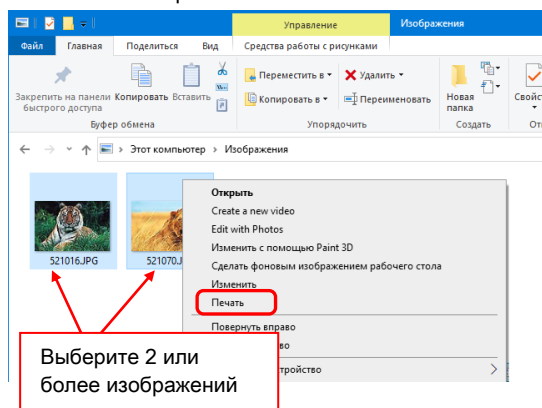 Управление
Изображения
Файл
Главная
Поделиться
Вид
Средства работы с рисунками
Закрепить на панели быстрого доступа
Копировать
Вставить
Переместить в
Копировать в
Удалить
Переименовать
Новая папка
Свойс
Буфер обмена
Упорядочить
Создать
От
Этот компьютер > Изображения
521016.JPG
521070.J
Открыть
Create a new video
Edit with Photos
Изменить с помощью Paint 3D
Сделать фоновым изображением рабочего стола
Изменить
Печать
Повернуть вправо
во
тройство
Выберите 2 или
более изображений